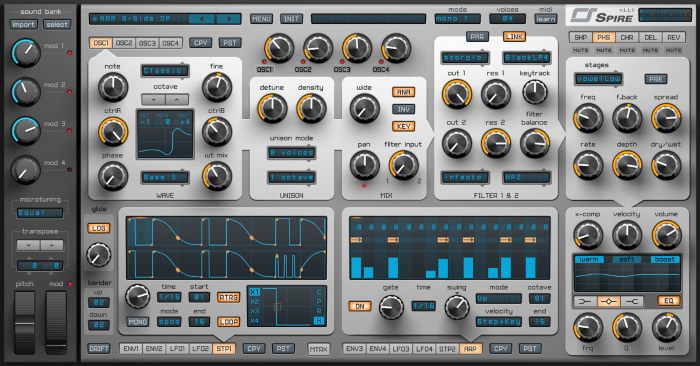 sound bank
import select
mod 1
mod 2
mod 3
mod 4
microtuning
Equal
transpose
0 0
pitch mod
ARP B-Side OP
MENU INIT
mode
mono 1
voices
04
midi
learn
v 1.1.0
SPIRE
OSC1 OSC2 OSC3 OSC4 CPY PST
note
Classic
fine
octave
ctrlA ctrlB
phase
wt mix
Bass 3
WAVE
OSC1 OSC2 OSC3 OSC4
detune density
unison mode
8 voices
1 octave
UNISON
wide
ANA
INV
KEY
pan filter input
1 2
MIX
PAR LINK
scorpio BlackLP4
cut 1 res 1 keytrack
cut 2 res 2
filter
balance
Infecto HP2
FILTER 1 & 2
SHP PHS CHR DEL REV
MUTE MUTE MUTE MUTE MUTE
stages
vowelLow PRE
freq f.back spread
rate depth dry/wet
x-comp velocity volume
warm soft boost
EQ
frq Q level
glide
LOG
bender
up
02
down
02
DRIFT
time
1/16
start
01
RTRG
MONO
mode
spos
end
16
LOOP
X1
X2
X3
X4
C
P
R
ENV1 ENV2 LFO1 LFO2 STP1 CPY PST
MTRX
ON
gate time swing
1/16
mode
Up
octave
01
velocity
Step+Key
end
16
ENV3 ENV4 LFO3 LFO4 STP2 ARP CPY PST